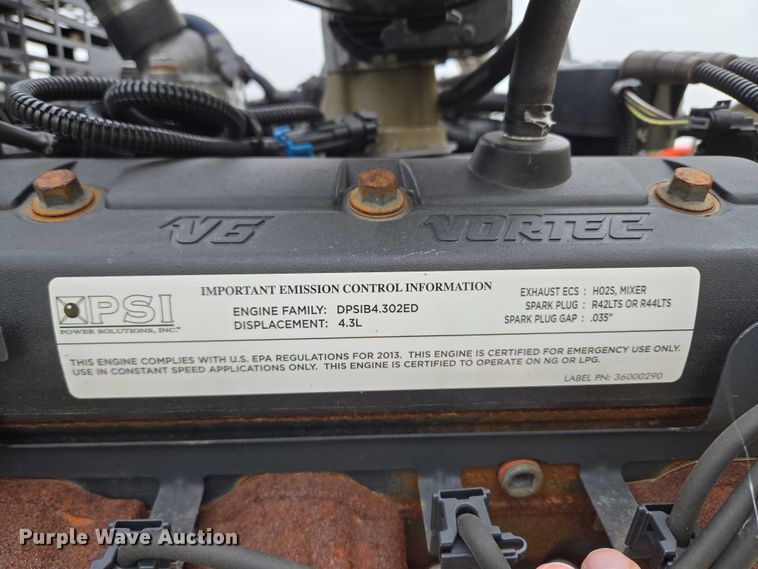 V6 VORTEC
PSI
POWER SOLUTIONS, INC.
IMPORTANT EMISSION CONTROL INFORMATION
ENGINE FAMILY: DPSIB4.302ED
DISPLACEMENT: 4.3L
EXHAUST ECS : HO2S, MIXER
SPARK PLUG : R42LTS OR R44LTS
SPARK PLUG GAP : .035"
THIS ENGINE COMPLIES WITH U.S. EPA REGULATIONS FOR 2013. THIS ENGINE IS CERTIFIED FOR EMERGENCY USE ONLY.
USE IN CONSTANT SPEED APPLICATIONS ONLY. THIS ENGINE IS CERTIFIED TO OPERATE ON NG OR LPG.
LABEL PN: 36000290
Purple Wave Auction